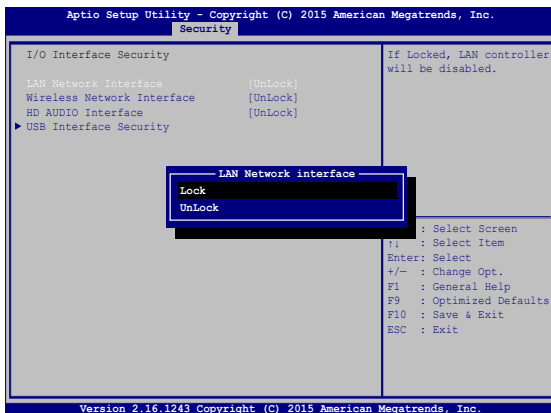 Aptio Setup Utility - Copyright (C) 2015 American Megatrends, Inc.
Security
I/O Interface Security
LAN Network Interface [UnLock]
Wireless Network Interface [UnLock]
HD AUDIO Interface [UnLock]
USB Interface Security
If Locked, LAN controller
will be disabled.
LAN Network interface
Lock
UnLock
: Select Screen
↑↓ : Select Item
Enter: Select
+/— : Change Opt.
F1 : General Help
F9 : Optimized Defaults
F10 : Save & Exit
ESC : Exit
Version 2.16.1243 Copyright (C) 2015 American Megatrends, Inc.